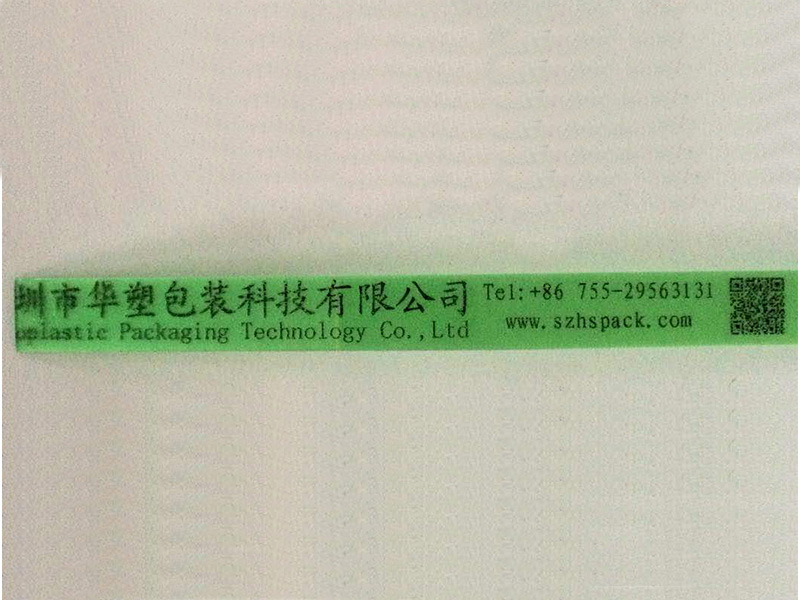 圳市华塑包装科技有限公司
Packaging Technology Co.,Ltd
Tel:+86 755-29563131
www.szhspack.com